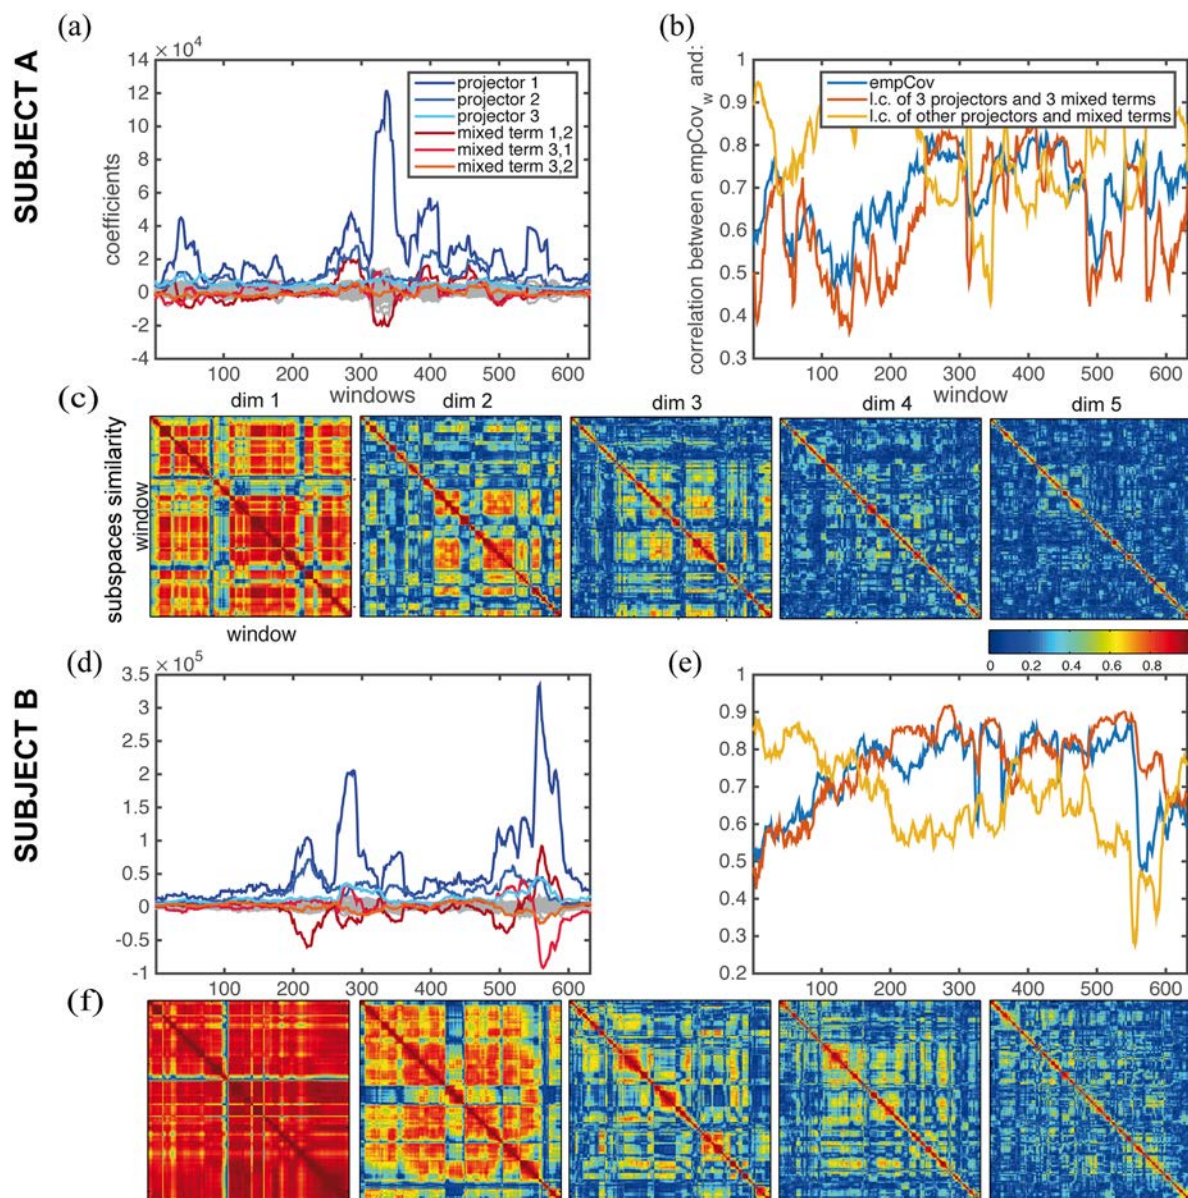 (a)
(b)
SUBJECT A
×10⁴
14
12
10
8
6
4
2
0
-2
-4
coefficients
projector 1
projector 2
projector 3
mixed term 1,2
mixed term 3,1
mixed term 3,2
100 200 300 400 500 600
windows
correlation between empCov_w and:
1
0.9
0.8
0.7
0.6
0.5
0.4
0.3
empCov
l.c. of 3 projectors and 3 mixed terms
l.c. of other projectors and mixed terms
100 200 300 400 500 600
window
(c)
dim 1 dim 2 dim 3 dim 4 dim 5
subspaces similarity
window
window
0 0.2 0.4 0.6 0.8
SUBJECT B
(d)
×10⁵
3.5
3
2.5
2
1.5
1
0.5
0
-0.5
-1
100 200 300 400 500 600
(e)
1
0.9
0.8
0.7
0.6
0.5
0.4
0.3
0.2
100 200 300 400 500 600
(f)